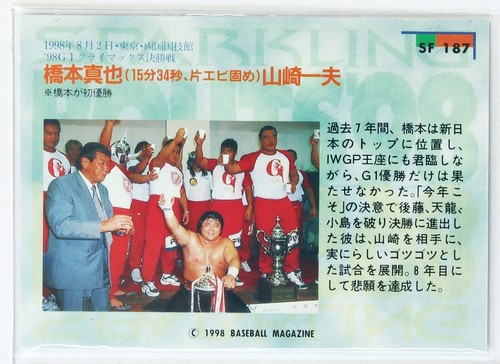 SPARKLING
FIGHTS'98
SF 187
1998年8月2日・東京・両国国技館
'98G1クライマックス決勝戦
橋本真也(15分34秒、片エビ固め)山崎一夫
※橋本が初優勝
過去7年間、橋本は新日
本のトップに位置し、
IWGP王座にも君臨しな
がら、G1優勝だけは果
たせなかった。「今年こ
そ」の決意で後藤、天龍、
小島を破り決勝に進出し
た彼は、山崎を相手に、
実にらしいゴツゴツとし
た試合を展開。8年目に
して悲願を達成した。
© 1998 BASEBALL MAGAZINE